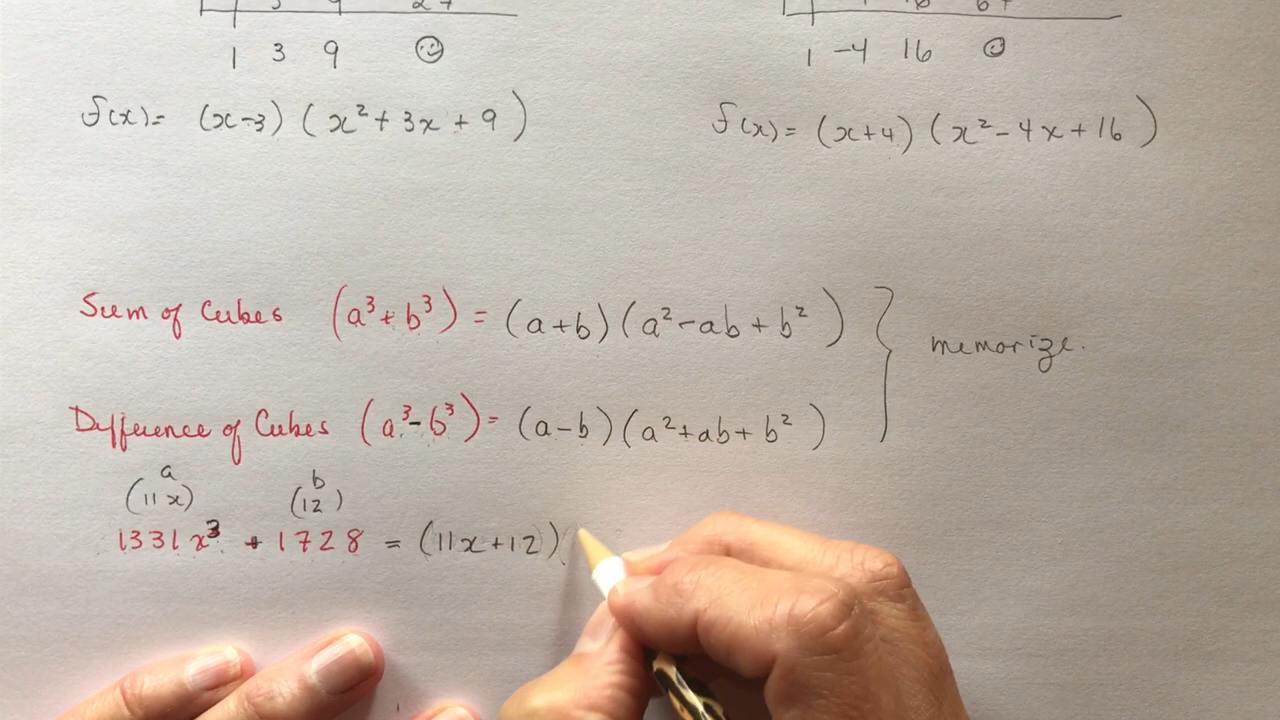 1 3 9
1 -4 16
f(x)= (x-3) (x²+3x+9)
f(x)= (x+4) (x²-4x+16)
Sum of Cubes (a³+b³) = (a+b)(a²-ab+b²)
memorize.
Difference of Cubes (a³-b³)= (a-b)(a²+ab+b²)
a b
(11x) (12)
1331x³ + 1728 = (11x+12)(